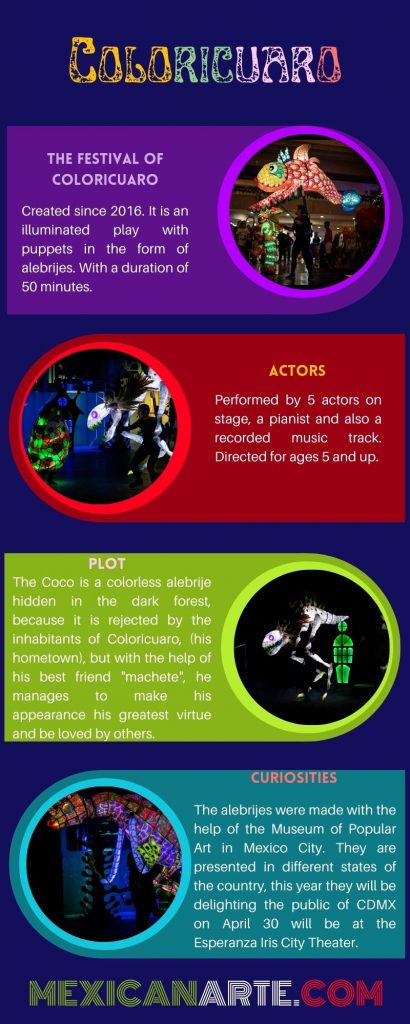 COLORICUARO
THE FESTIVAL OF
COLORICUARO
Created since 2016. It is an
illuminated play with
puppets in the form of
alebrijes. With a duration of
50 minutes.
ACTORS
Performed by 5 actors on
stage, a pianist and also a
recorded music track.
Directed for ages 5 and up.
PLOT
The Coco is a colorless alebrije
hidden in the dark forest,
because it is rejected by the
inhabitants of Coloricuaro, (his
hometown), but with the help of
his best friend "machete", he
manages to make his
appearance his greatest virtue
and be loved by others.
CURIOSITIES
The alebrijes were made with the
help of the Museum of Popular
Art in Mexico City. They are
presented in different states of
the country, this year they will be
delighting the public of CDMX
on April 30 will be at the
Esperanza Iris City Theater.
MEXICANARTE.COM